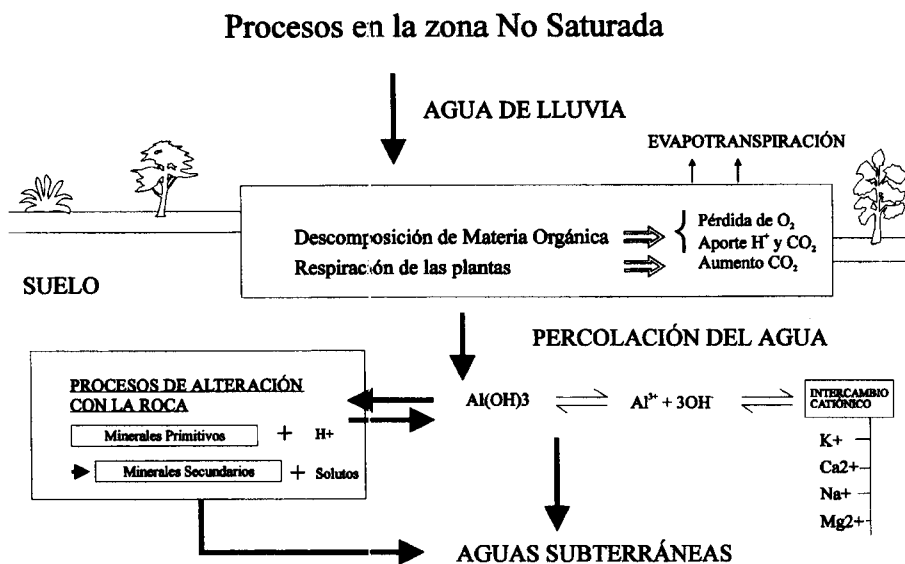 Procesos en la zona No Saturada
AGUA DE LLUVIA
EVAPOTRANSPIRACIÓN
Descomposición de Materia Orgánica
Pérdida de O₂
Aporte H⁺ y CO₂
Respiración de las plantas
Aumento CO₂
SUELO
PERCOLACIÓN DEL AGUA
PROCESOS DE ALTERACIÓN
CON LA ROCA
Minerales Primitivos + H+
Minerales Secundarios + Solutos
Al(OH)3
Al³⁺ + 3OH⁻
INTERCAMBIO
CATIÓNICO
K+
Ca2+
Na+
Mg2+
AGUAS SUBTERRÁNEAS